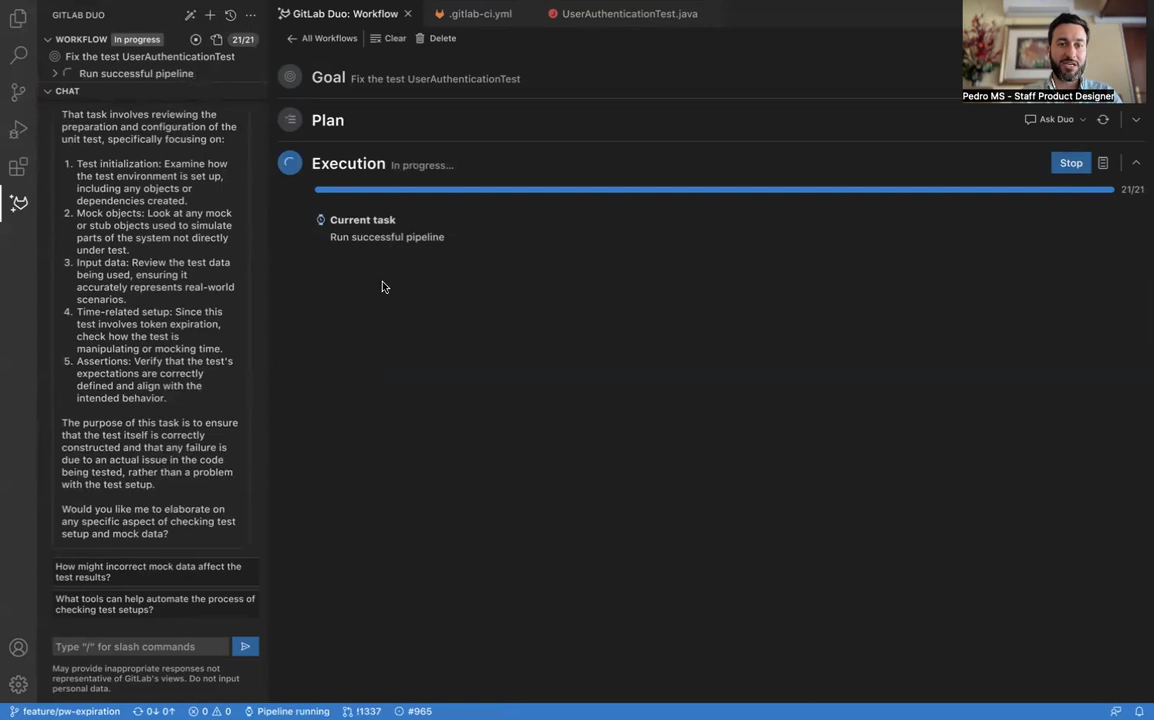 GITLAB DUO
WORKFLOW In progress 21/21
Fix the test UserAuthenticationTest
Run successful pipeline
CHAT
That task involves reviewing the
preparation and configuration of the
unit test, specifically focusing on:
1. Test initialization: Examine how
the test environment is set up,
including any objects or
dependencies created.
2. Mock objects: Look at any mock
or stub objects used to simulate
parts of the system not directly
under test.
3. Input data: Review the test data
being used, ensuring it
accurately represents real-world
scenarios.
4. Time-related setup: Since this
test involves token expiration,
check how the test is
manipulating or mocking time.
5. Assertions: Verify that the test's
expectations are correctly
defined and align with the
intended behavior.
The purpose of this task is to ensure
that the test itself is correctly
constructed and that any failure is
due to an actual issue in the code
being tested, rather than a problem
with the test setup.
Would you like me to elaborate on
any specific aspect of checking test
setup and mock data?
How might incorrect mock data affect the
test results?
What tools can help automate the process of
checking test setups?
Type "/" for slash commands
May provide inappropriate responses not
representative of GitLab's views. Do not input
personal data.
GitLab Duo: Workflow .gitlab-ci.yml UserAuthenticationTest.java
All Workflows Clear Delete
Goal Fix the test UserAuthenticationTest
Plan Ask Duo
Execution In progress... Stop
21/21
Current task
Run successful pipeline
Pedro MS - Staff Product Designer
feature/pw-expiration 0↓ 0↑ 0 0 Pipeline running !1337 #965